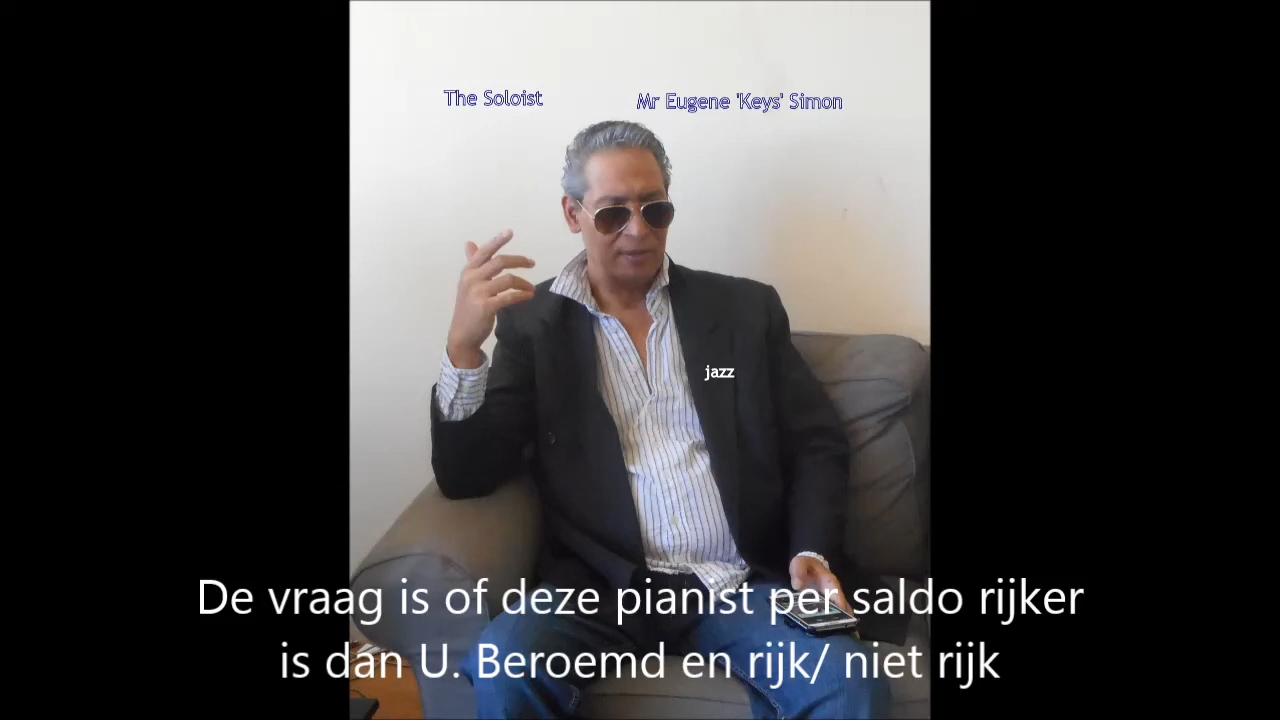 The Soloist
Mr Eugene 'Keys' Simon
jazz
De vraag is of deze pianist per saldo rijker
is dan U. Beroemd en rijk/ niet rijk